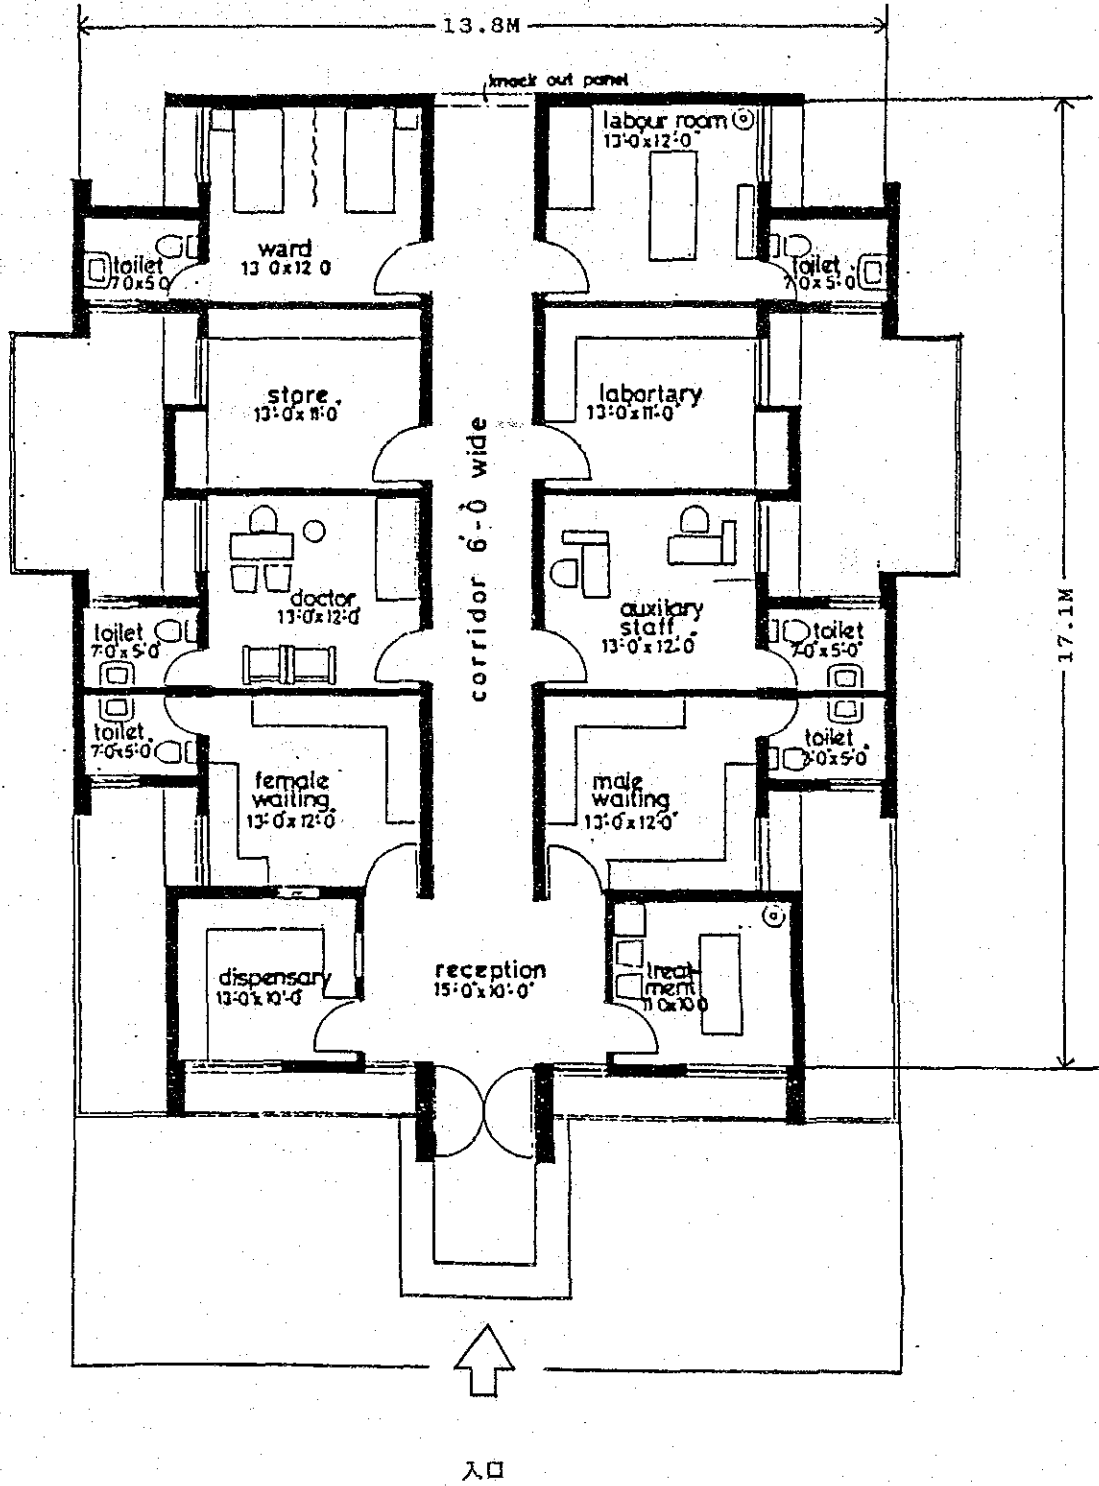 13.8M
knock out panel
labour room
13'-0"x12'-0"
ward
13 0x12 0
toilet
7 0x5 0
toilet
7'0"x5'-0"
store
13'-0"x11'-0"
labortary
13'-0"x11'-0"
corridor 6'-0 wide
doctor
13'-0"x12'-0"
auxilary
staff
13'-0"x12'-0"
17.1M
toilet
7'-0"x5'-0"
toilet
7'-0"x5'-0"
toilet
7'-0"x5'-0"
toilet
female
waiting
13'-0"x12'-0"
male
waiting
13'-0"x12'-0"
dispensary
13'-0"x10'-0"
reception
15'-0"x10'-0"
treat
ment
11 0x10 0
入口